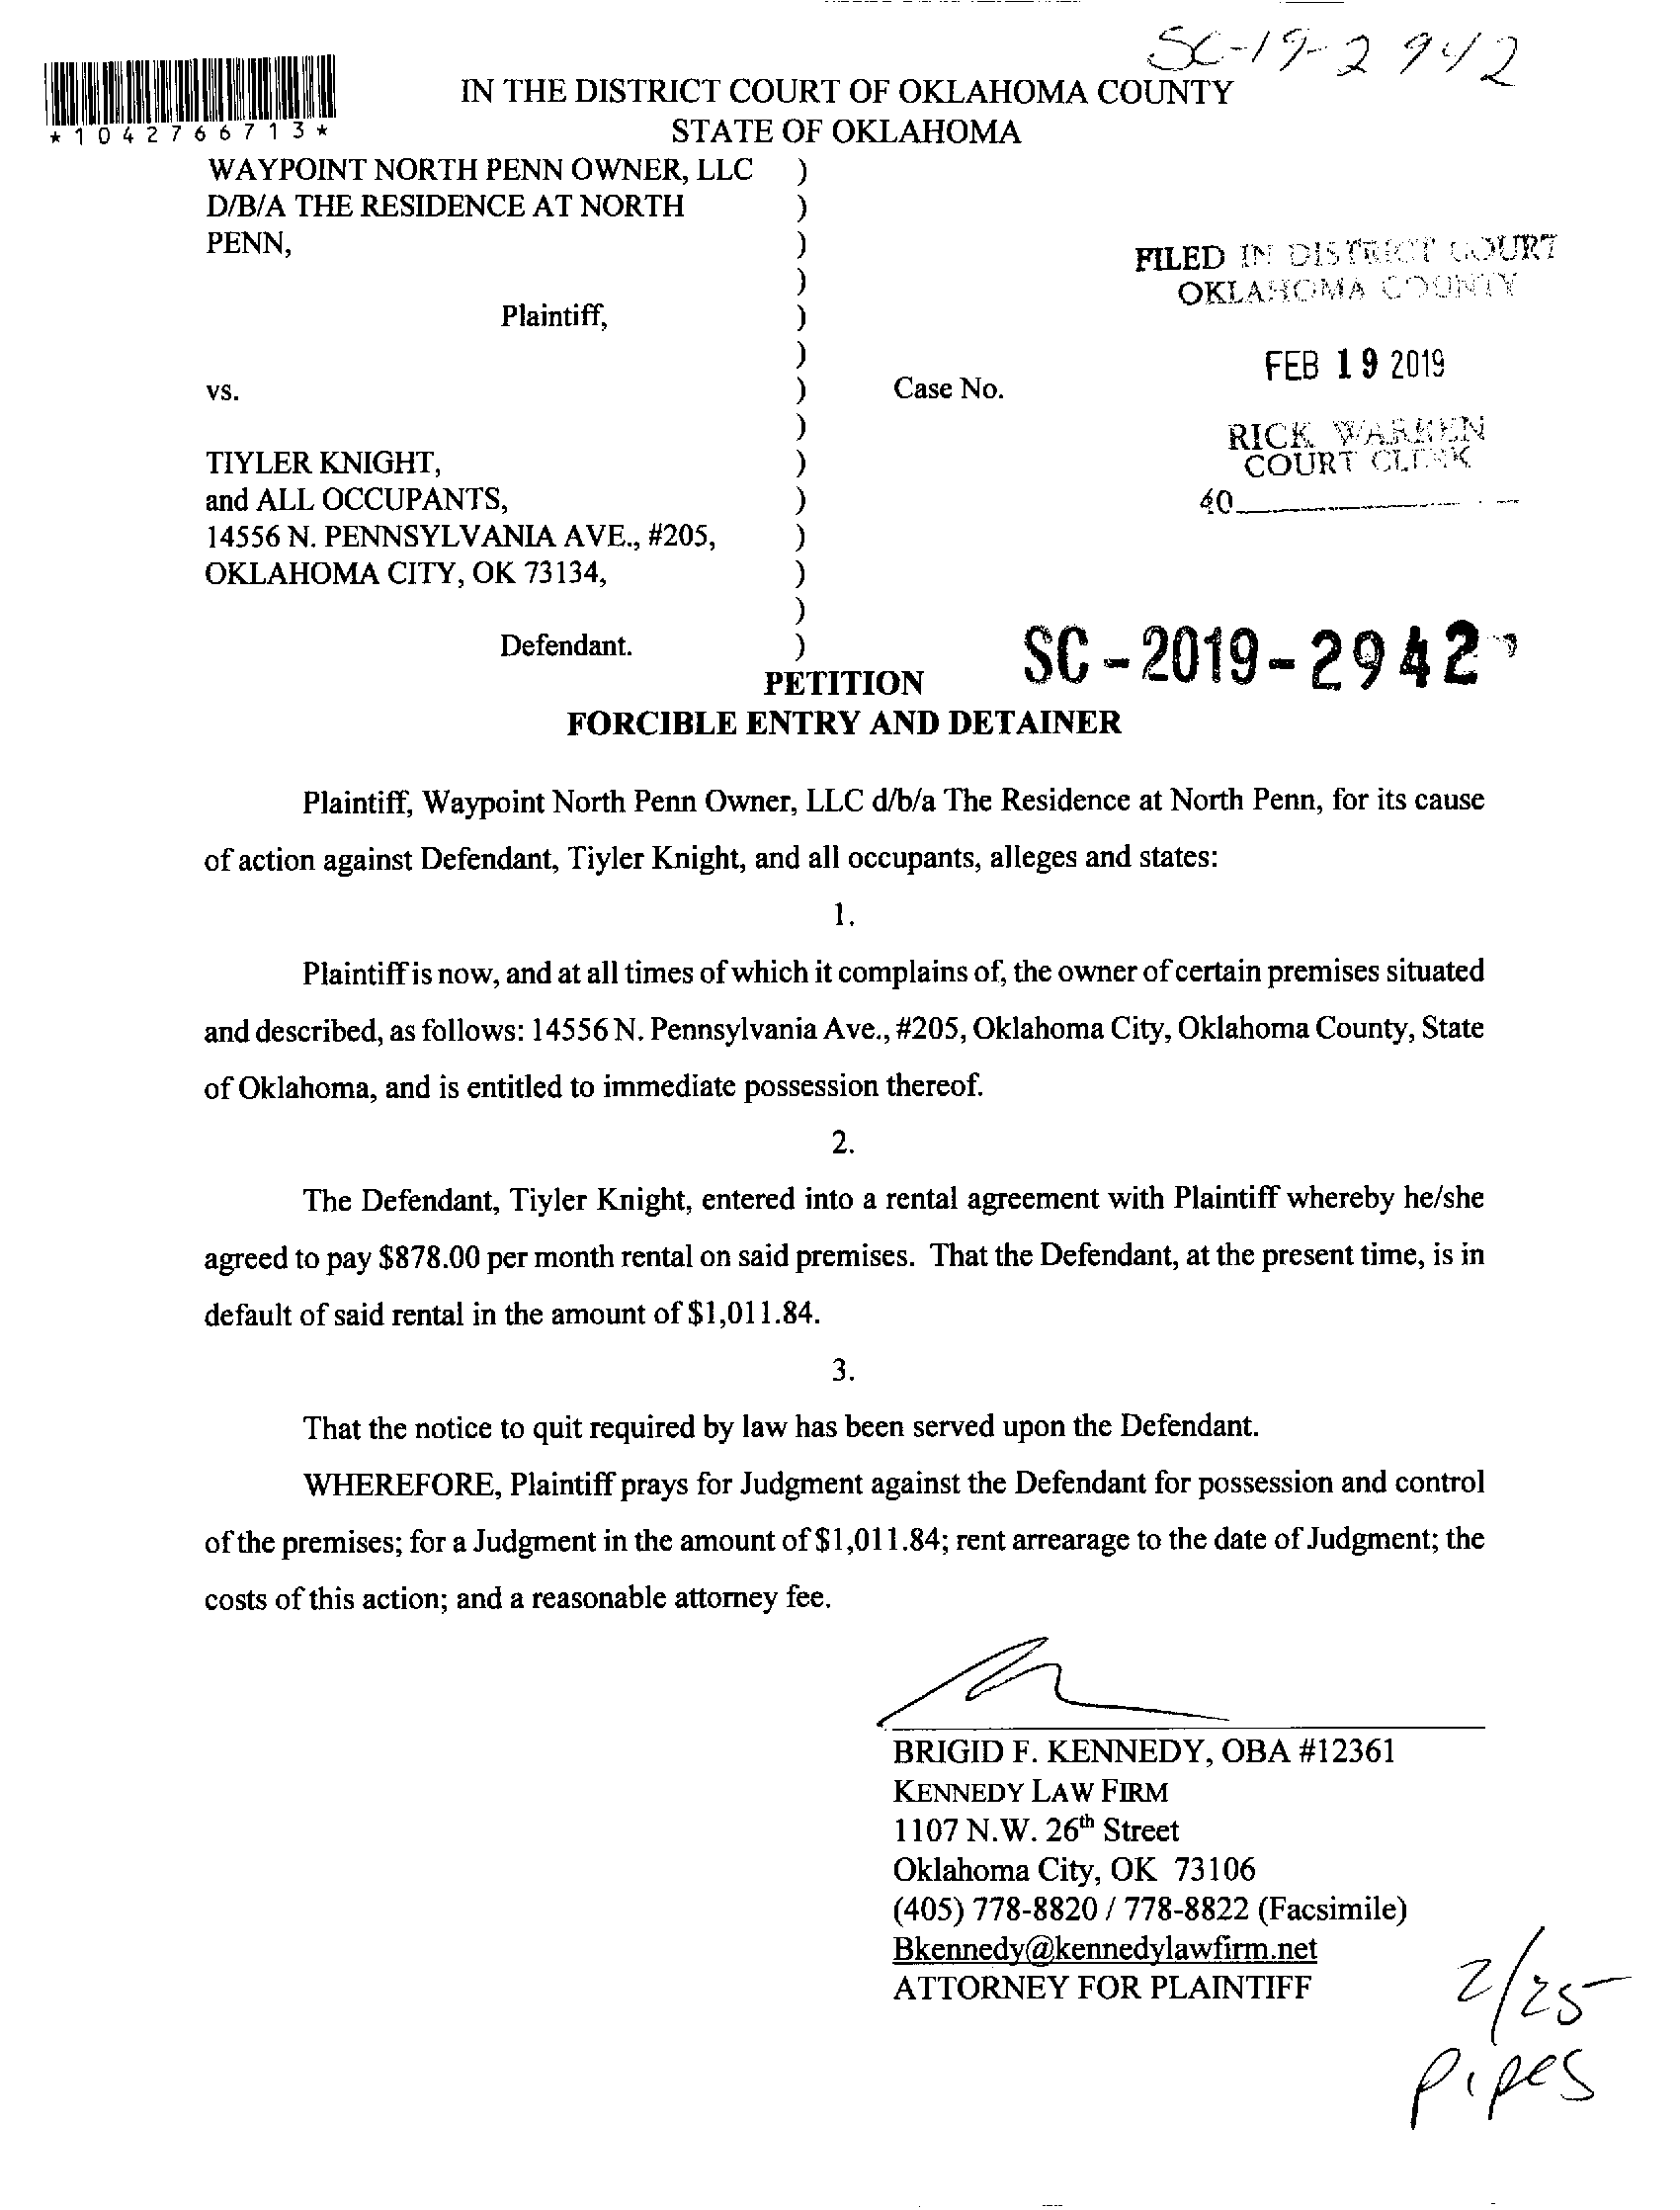 SC-19-2942
*1042766713*
IN THE DISTRICT COURT OF OKLAHOMA COUNTY
STATE OF OKLAHOMA
WAYPOINT NORTH PENN OWNER, LLC )
D/B/A THE RESIDENCE AT NORTH )
PENN, )
)
Plaintiff, )
)
vs. ) Case No.
)
TIYLER KNIGHT, )
and ALL OCCUPANTS, )
14556 N. PENNSYLVANIA AVE., #205, )
OKLAHOMA CITY, OK 73134, )
)
Defendant. )
FILED IN DISTRICT COURT
OKLAHOMA COUNTY
FEB 19 2019
RICK WARREN
COURT CLERK
40
SC-2019-2942
PETITION
FORCIBLE ENTRY AND DETAINER
Plaintiff, Waypoint North Penn Owner, LLC d/b/a The Residence at North Penn, for its cause
of action against Defendant, Tiyler Knight, and all occupants, alleges and states:
1.
Plaintiff is now, and at all times of which it complains of, the owner of certain premises situated
and described, as follows: 14556 N. Pennsylvania Ave., #205, Oklahoma City, Oklahoma County, State
of Oklahoma, and is entitled to immediate possession thereof.
2.
The Defendant, Tiyler Knight, entered into a rental agreement with Plaintiff whereby he/she
agreed to pay $878.00 per month rental on said premises. That the Defendant, at the present time, is in
default of said rental in the amount of $1,011.84.
3.
That the notice to quit required by law has been served upon the Defendant.
WHEREFORE, Plaintiff prays for Judgment against the Defendant for possession and control
of the premises; for a Judgment in the amount of $1,011.84; rent arrearage to the date of Judgment; the
costs of this action; and a reasonable attorney fee.
BRIGID F. KENNEDY, OBA #12361
KENNEDY LAW FIRM
1107 N.W. 26th Street
Oklahoma City, OK 73106
(405) 778-8820 / 778-8822 (Facsimile)
Bkennedy@kennedylawfirm.net
ATTORNEY FOR PLAINTIFF
2/25
Pipes